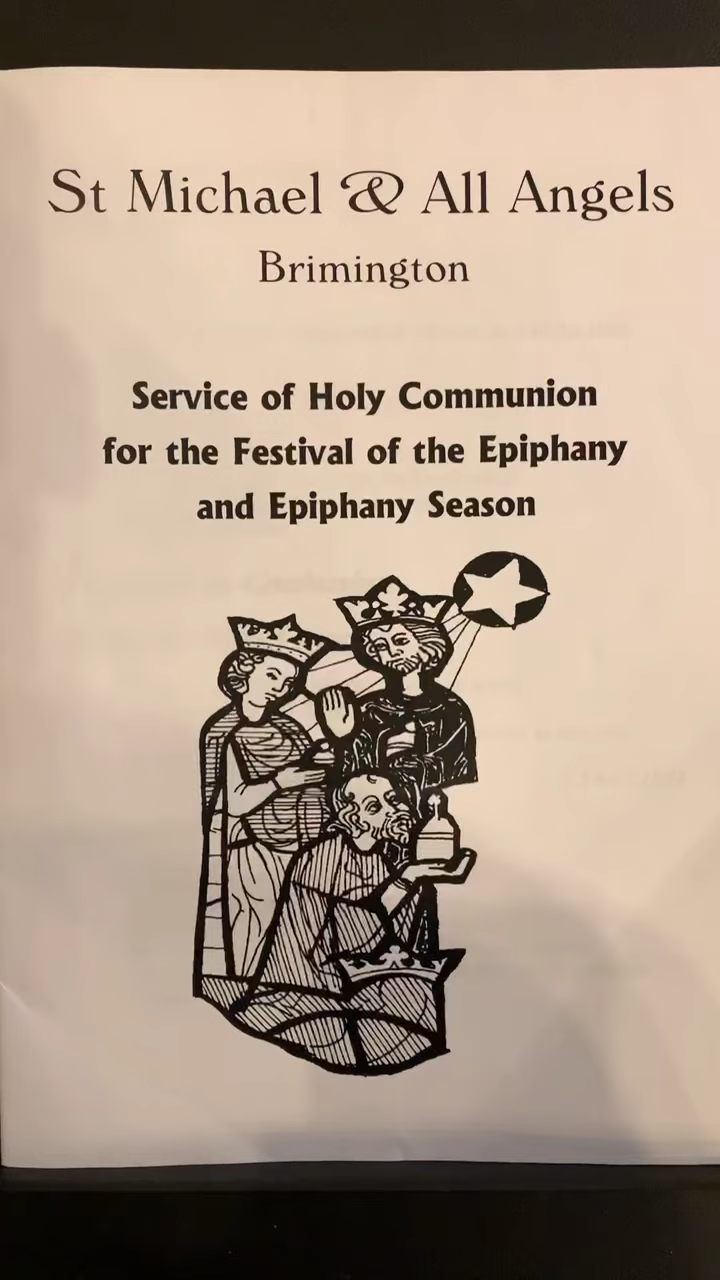 St Michael & All Angels
Brimington
Service of Holy Communion
for the Festival of the Epiphany
and Epiphany Season